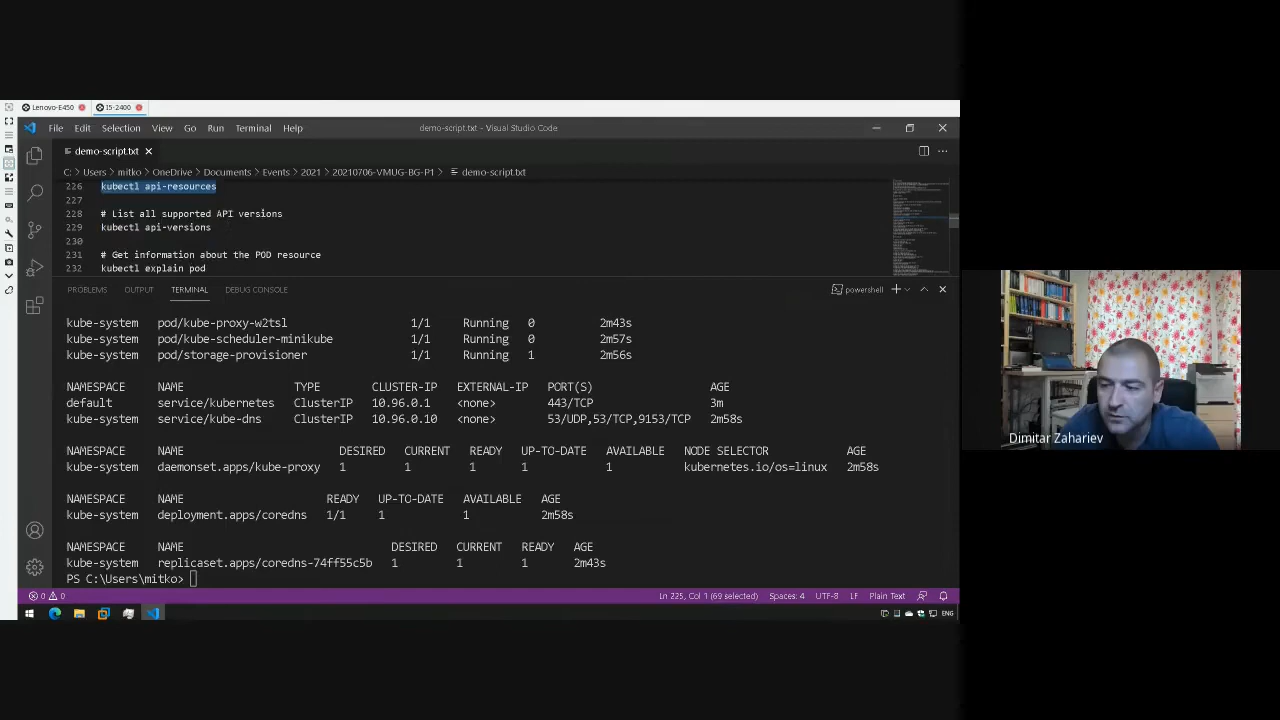 Lenovo-E450
I5-2400
File Edit Selection View Go Run Terminal Help
demo-script.txt - Visual Studio Code
demo-script.txt
C: > Users > mitko > OneDrive > Documents > Events > 2021 > 20210706-VMUG-BG-P1 > demo-script.txt
226 kubectl api-resources
227
228 # List all supported API versions
229 kubectl api-versions
230
231 # Get information about the POD resource
232 kubectl explain pod
PROBLEMS OUTPUT TERMINAL DEBUG CONSOLE
powershell
kube-system pod/kube-proxy-w2tsl 1/1 Running 0 2m43s
kube-system pod/kube-scheduler-minikube 1/1 Running 0 2m57s
kube-system pod/storage-provisioner 1/1 Running 1 2m56s
NAMESPACE NAME TYPE CLUSTER-IP EXTERNAL-IP PORT(S) AGE
default service/kubernetes ClusterIP 10.96.0.1 <none> 443/TCP 3m
kube-system service/kube-dns ClusterIP 10.96.0.10 <none> 53/UDP,53/TCP,9153/TCP 2m58s
NAMESPACE NAME DESIRED CURRENT READY UP-TO-DATE AVAILABLE NODE SELECTOR AGE
kube-system daemonset.apps/kube-proxy 1 1 1 1 1 kubernetes.io/os=linux 2m58s
NAMESPACE NAME READY UP-TO-DATE AVAILABLE AGE
kube-system deployment.apps/coredns 1/1 1 1 2m58s
NAMESPACE NAME DESIRED CURRENT READY AGE
kube-system replicaset.apps/coredns-74ff55c5b 1 1 1 2m43s
PS C:\Users\mitko>
0 0
Ln 225, Col 1 (69 selected) Spaces: 4 UTF-8 LF Plain Text
ENG
Dimitar Zahariev